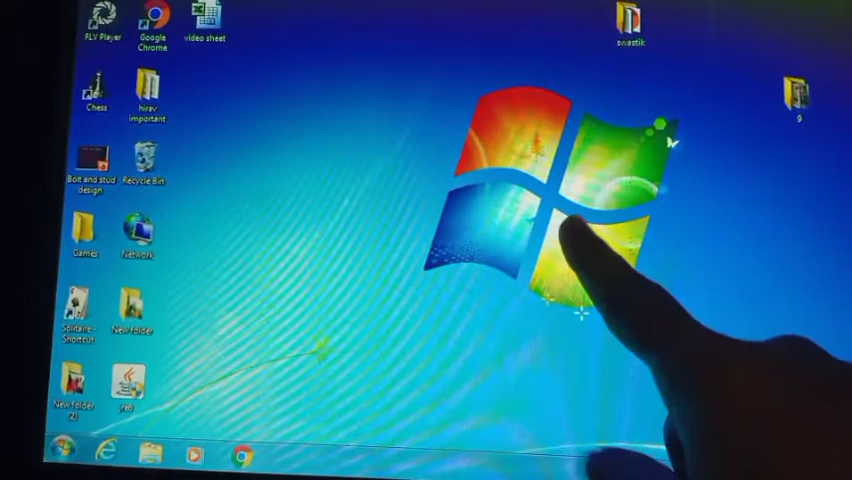 FLV Player
Google
Chrome
video sheet
swastik
Chess
hirav
important
9
Bolt and stud
design
Recycle Bin
Games
Network
Solitaire -
Shortcut
New folder
New folder
(2)